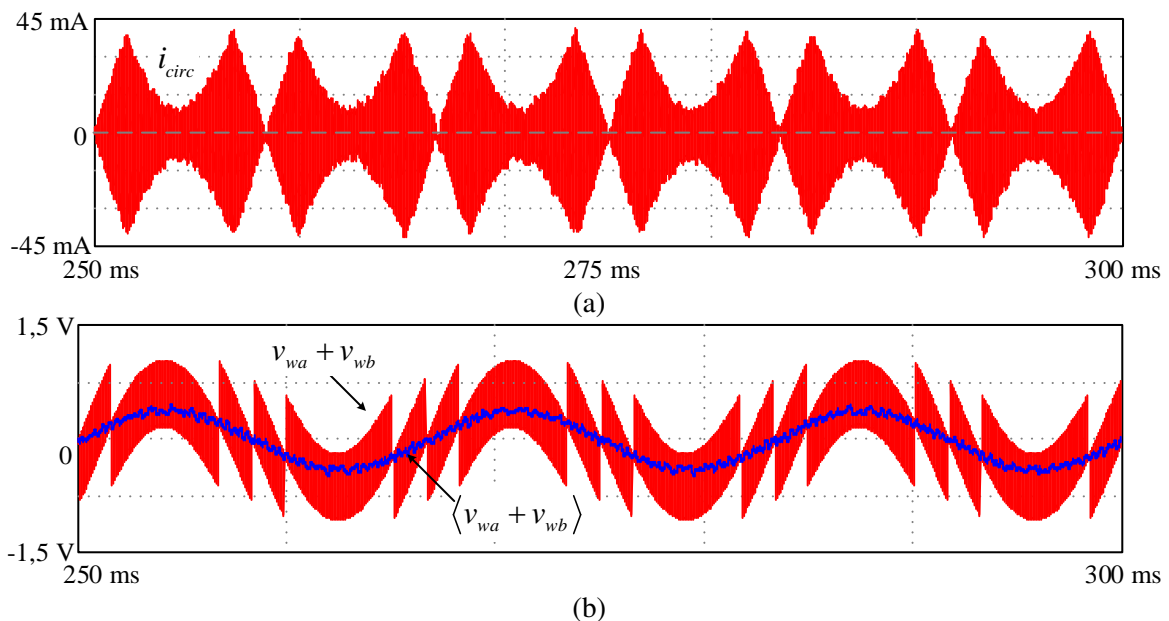 45 mA
i_circ
0
-45 mA
250 ms 275 ms 300 ms
(a)
1,5 V
v_wa + v_wb
0
⟨v_wa + v_wb⟩
-1,5 V
250 ms 300 ms
(b)